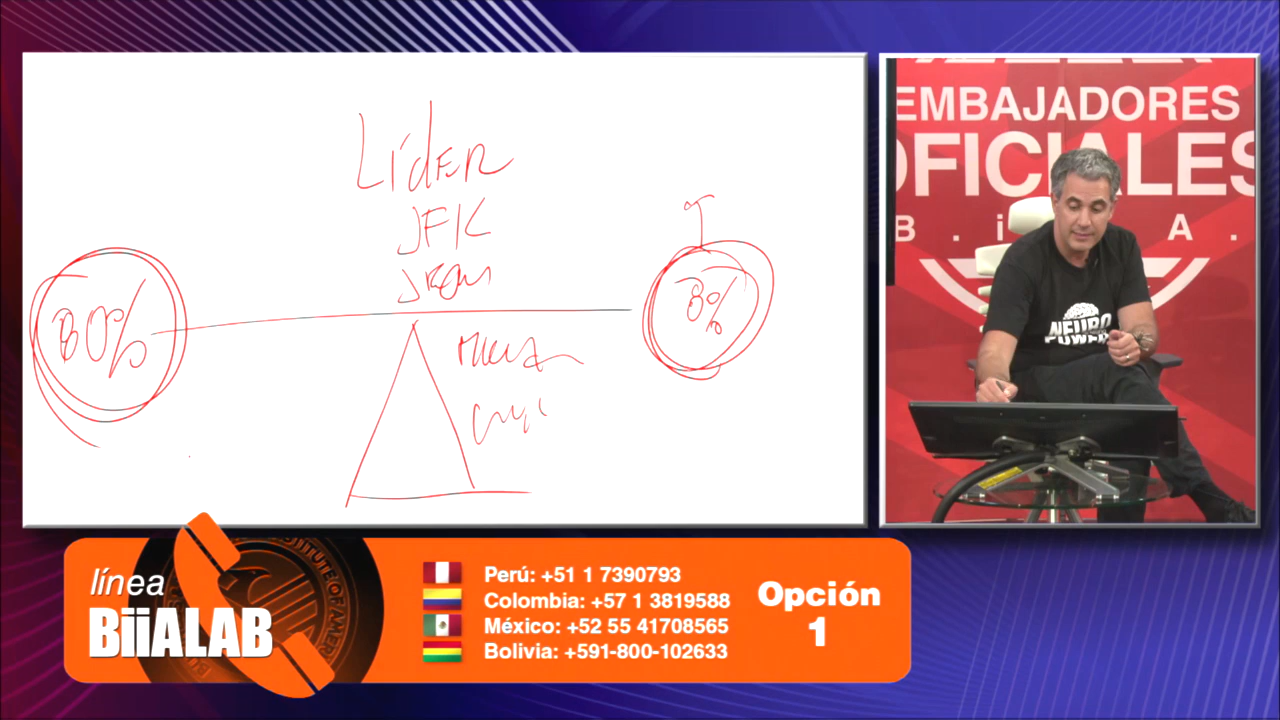 LíDER
JFK
80%
T
8%
EMBAJADORES
OFICIALES
B . i A .
NEURO
POWER
línea
BiiALAB
Perú: +51 1 7390793
Colombia: +57 1 3819588
México: +52 55 41708565
Bolivia: +591-800-102633
Opción
1